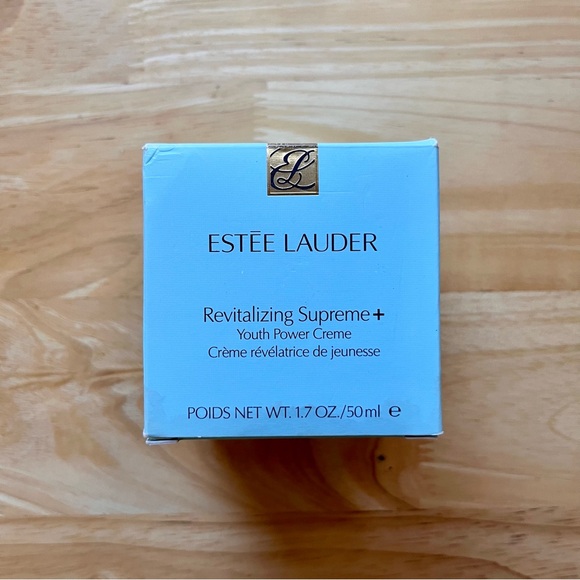 EL
ESTĒE LAUDER
Revitalizing Supreme+
Youth Power Creme
Crème révélatrice de jeunesse
POIDS NET WT. 1.7 OZ./50 ml ℮